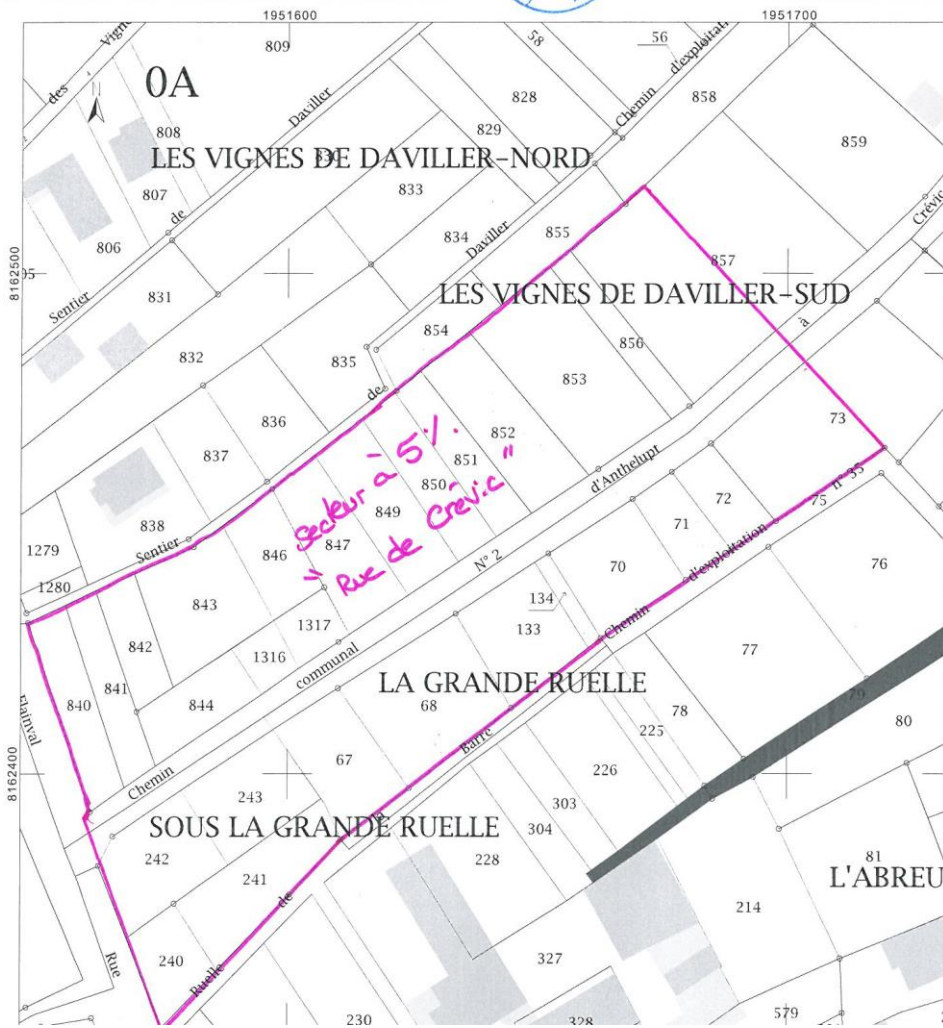 1951600
1951700
809
des Vigne
58
56
d'exploitati
Chemin
0A
Daviller
de
Sentier
808
828
858
829
859
LES VIGNES DE DAVILLER-NORD
830
807
833
806
834
855
Daviller
857
Crévic
à
8162500
831
LES VIGNES DE DAVILLER-SUD
854
856
832
835
de
853
836
852
73
837
secteur à 5%.
" Rue de Crévic "
851
850
849
d'Anthelupt
n° 35
838
Sentier
846
847
N° 2
72
75
71
1279
1280
843
70
d'exploitation
76
134
1317
133
Chemin
842
1316
communal
77
841
LA GRANDE RUELLE
840
844
68
78
79
Flainval
225
80
Barre
67
226
8162400
Chemin
243
303
la
SOUS LA GRANDE RUELLE
304
242
228
81
L'ABREU
241
214
de
240
327
Rue
Ruelle
230
328
579